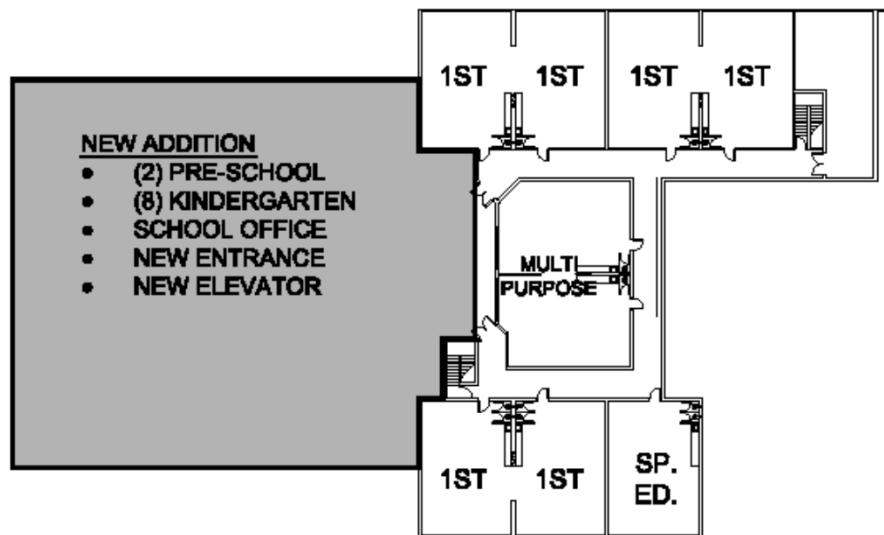 1ST 1ST 1ST 1ST
NEW ADDITION
• (2) PRE-SCHOOL
• (8) KINDERGARTEN
• SCHOOL OFFICE
• NEW ENTRANCE
• NEW ELEVATOR
MULTI
PURPOSE
1ST 1ST SP.
ED.